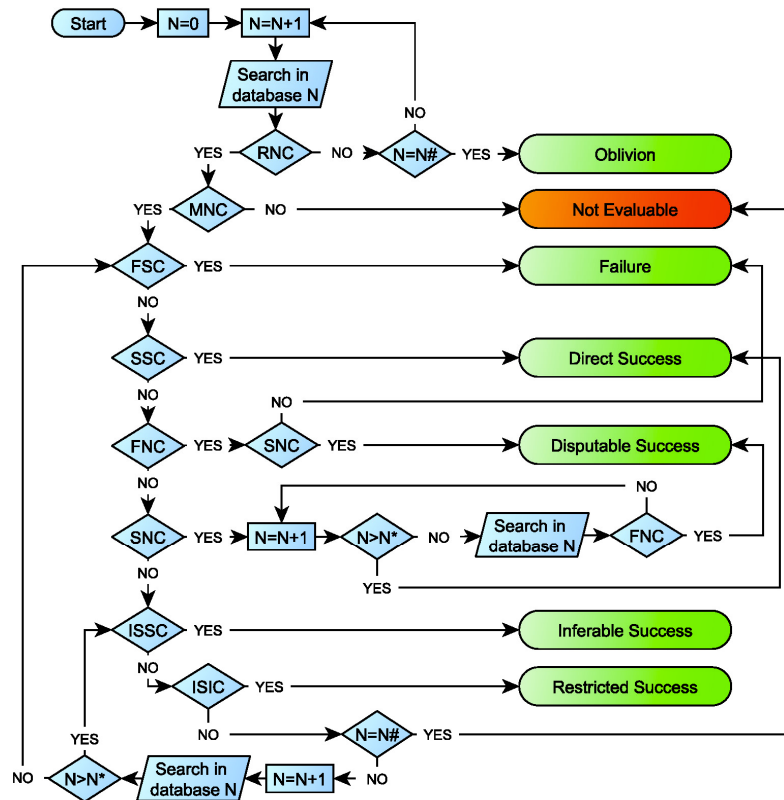 Start
N=0
N=N+1
Search in
database N
NO
YES
RNC
NO
N=N#
YES
Oblivion
YES
MNC
NO
Not Evaluable
FSC
YES
Failure
NO
SSC
YES
Direct Success
NO
NO
FNC
YES
SNC
YES
Disputable Success
NO
NO
SNC
YES
N=N+1
N>N*
NO
Search in
database N
FNC
YES
NO
YES
ISSC
YES
Inferable Success
NO
ISIC
YES
Restricted Success
NO
N=N#
YES
YES
NO
N>N*
Search in
database N
N=N+1
NO